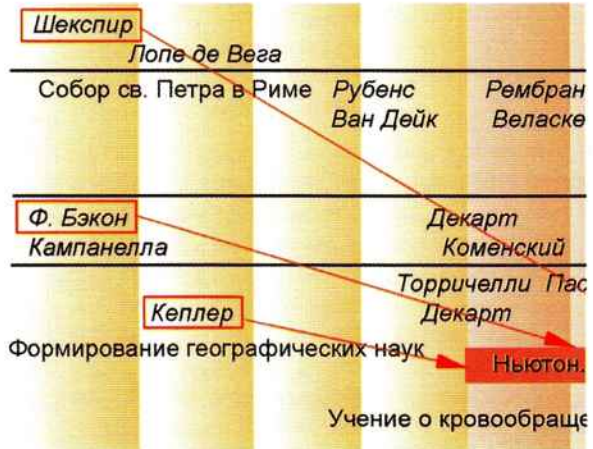 Шекспир
Лопе де Вега
Собор св. Петра в Риме Рубенс Рембран
Ван Дейк Веласке
Ф. Бэкон Декарт
Кампанелла Коменский
Торричелли Пас
Кеплер Декарт
Формирование географических наук Ньютон.
Учение о кровообраще